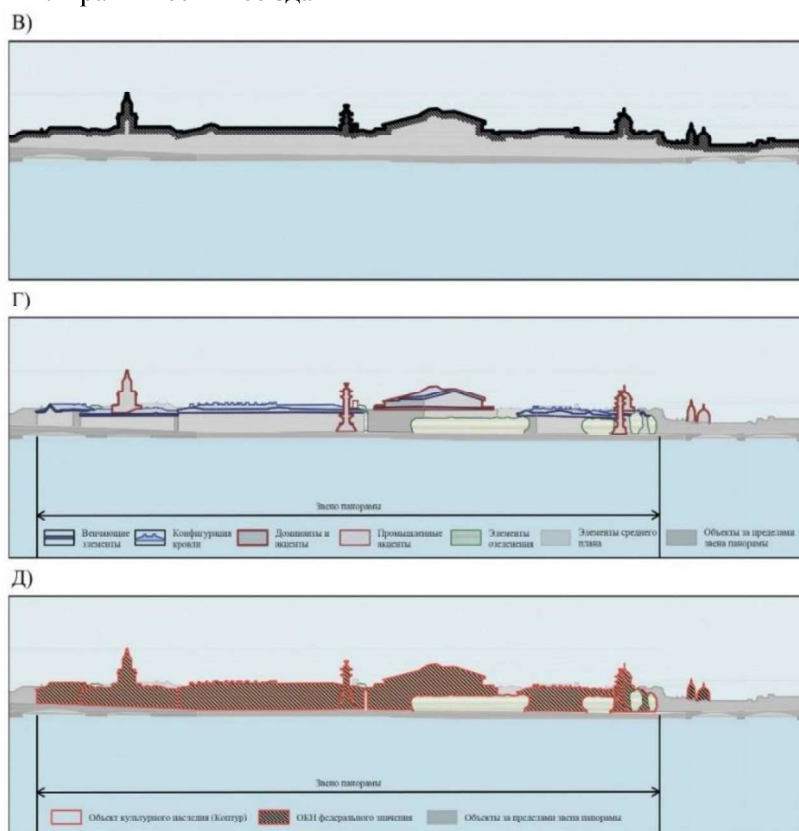 В)
Г)
Звено панорамы
Венчающие элементы
Конфигурация кровли
Доминанты и акценты
Промышленные акценты
Элементы озеленения
Элементы среднего плана
Объекты за пределами звена панорамы
Д)
Звено панорамы
Объект культурного наследия (Контур)
ОКН федерального значения
Объекты за пределами звена панорамы